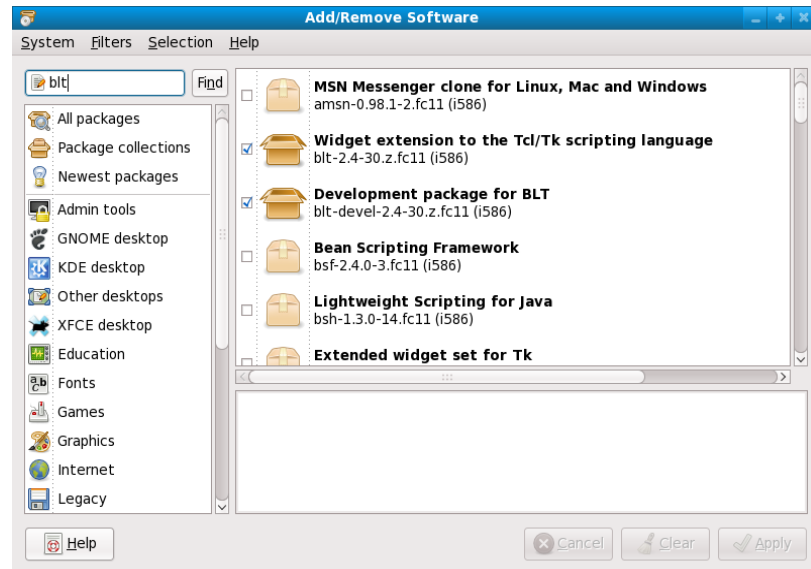 Add/Remove Software
System Filters Selection Help
blt
Find
All packages
Package collections
Newest packages
Admin tools
GNOME desktop
KDE desktop
Other desktops
XFCE desktop
Education
Fonts
Games
Graphics
Internet
Legacy
MSN Messenger clone for Linux, Mac and Windows
amsn-0.98.1-2.fc11 (i586)
Widget extension to the Tcl/Tk scripting language
blt-2.4-30.z.fc11 (i586)
Development package for BLT
blt-devel-2.4-30.z.fc11 (i586)
Bean Scripting Framework
bsf-2.4.0-3.fc11 (i586)
Lightweight Scripting for Java
bsh-1.3.0-14.fc11 (i586)
Extended widget set for Tk
Help
Cancel
Clear
Apply